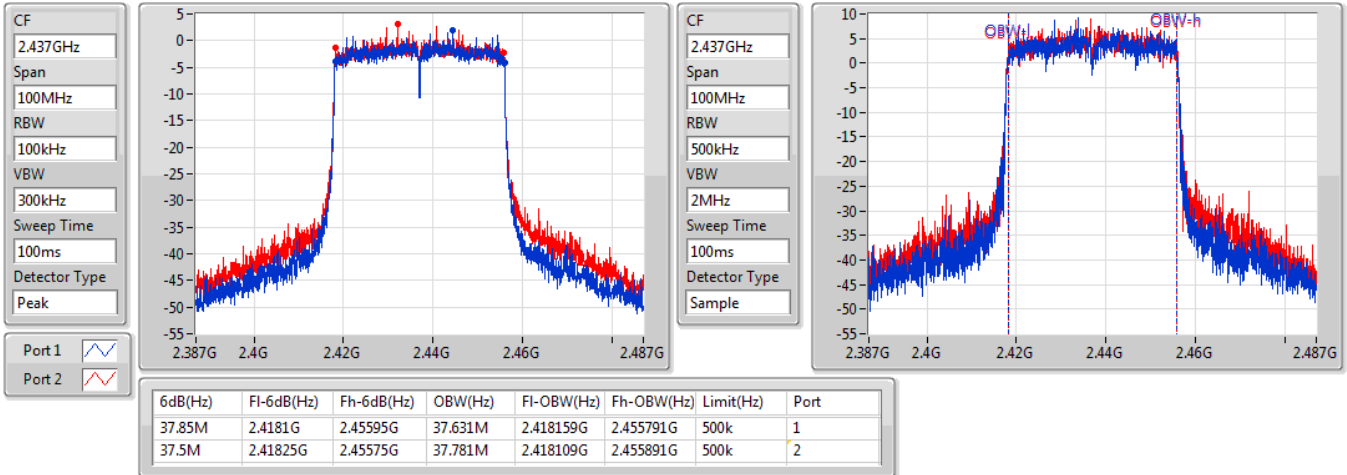 CF
2.437GHz
Span
100MHz
RBW
100kHz
VBW
300kHz
Sweep Time
100ms
Detector Type
Peak
Port 1
Port 2
5
0
-5
-10
-15
-20
-25
-30
-35
-40
-45
-50
-55
2.387G 2.4G 2.42G 2.44G 2.46G 2.487G
CF
2.437GHz
Span
100MHz
RBW
500kHz
VBW
2MHz
Sweep Time
100ms
Detector Type
Sample
10
5
0
-5
-10
-15
-20
-25
-30
-35
-40
-45
-50
-55
OBW-h
2.387G 2.4G 2.42G 2.44G 2.46G 2.487G
6dB(Hz) Fl-6dB(Hz) Fh-6dB(Hz) OBW(Hz) Fl-OBW(Hz) Fh-OBW(Hz) Limit(Hz) Port
37.85M 2.4181G 2.45595G 37.631M 2.418159G 2.455791G 500k 1
37.5M 2.41825G 2.45575G 37.781M 2.418109G 2.455891G 500k 2